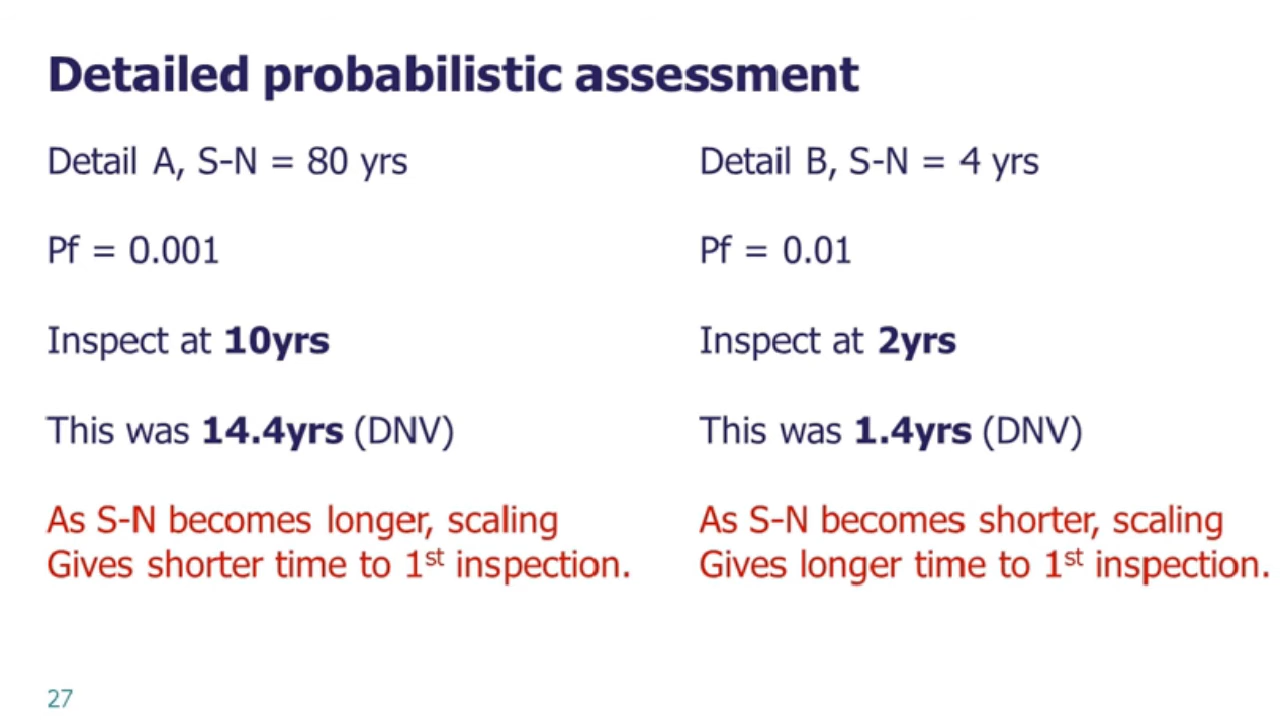 Detailed probabilistic assessment
Detail A, S-N = 80 yrs
Pf = 0.001
Inspect at 10yrs
This was 14.4yrs (DNV)
As S-N becomes longer, scaling
Gives shorter time to 1st inspection.
Detail B, S-N = 4 yrs
Pf = 0.01
Inspect at 2yrs
This was 1.4yrs (DNV)
As S-N becomes shorter, scaling
Gives longer time to 1st inspection.
27